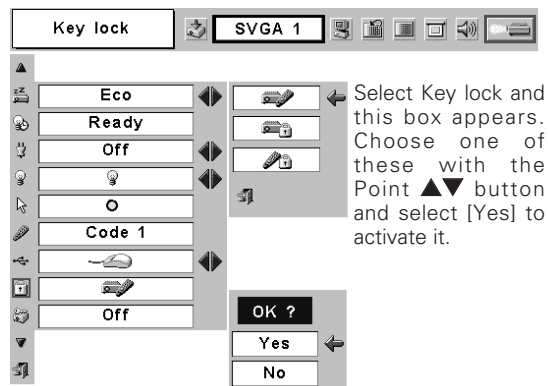 Key lock
SVGA 1
Eco
Ready
Off
Code 1
Off
Select Key lock and
this box appears.
Choose one of
these with the
Point ▲▼ button
and select [Yes] to
activate it.
OK ?
Yes
No